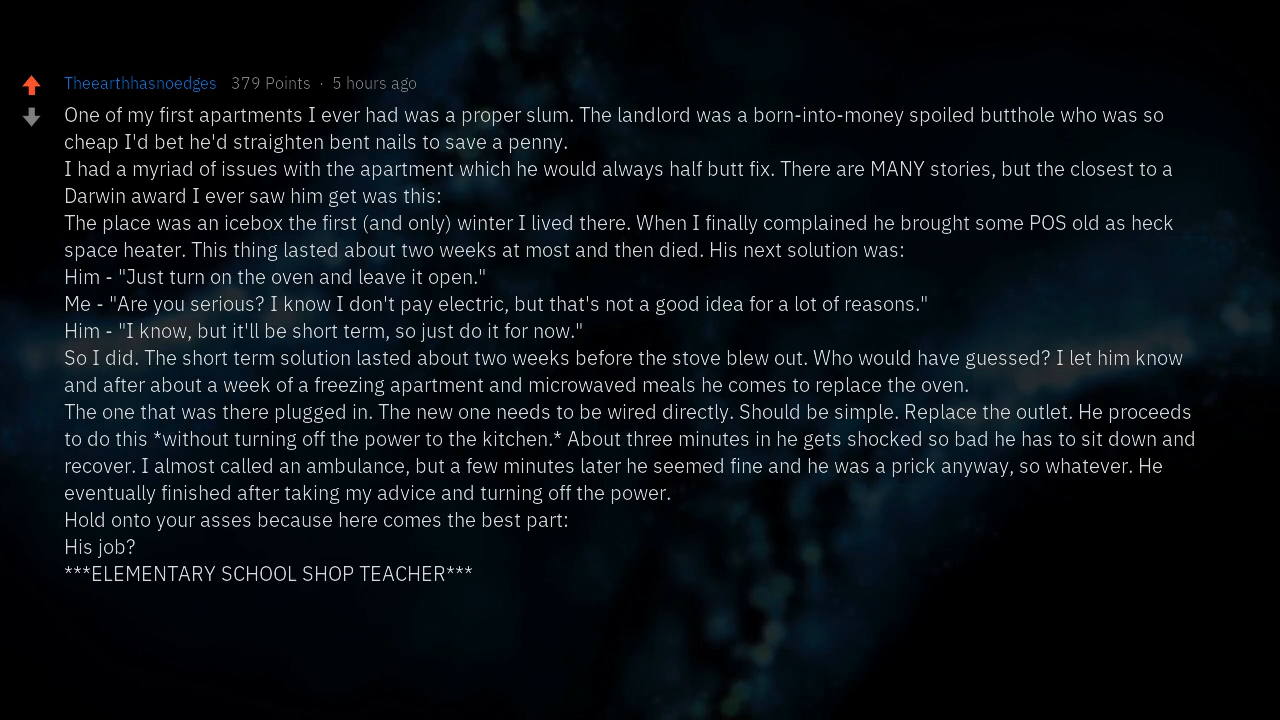 Theearthhasnoedges 379 Points · 5 hours ago
One of my first apartments I ever had was a proper slum. The landlord was a born-into-money spoiled butthole who was so
cheap I'd bet he'd straighten bent nails to save a penny.
I had a myriad of issues with the apartment which he would always half butt fix. There are MANY stories, but the closest to a
Darwin award I ever saw him get was this:
The place was an icebox the first (and only) winter I lived there. When I finally complained he brought some POS old as heck
space heater. This thing lasted about two weeks at most and then died. His next solution was:
Him - "Just turn on the oven and leave it open."
Me - "Are you serious? I know I don't pay electric, but that's not a good idea for a lot of reasons."
Him - "I know, but it'll be short term, so just do it for now."
So I did. The short term solution lasted about two weeks before the stove blew out. Who would have guessed? I let him know
and after about a week of a freezing apartment and microwaved meals he comes to replace the oven.
The one that was there plugged in. The new one needs to be wired directly. Should be simple. Replace the outlet. He proceeds
to do this *without turning off the power to the kitchen.* About three minutes in he gets shocked so bad he has to sit down and
recover. I almost called an ambulance, but a few minutes later he seemed fine and he was a prick anyway, so whatever. He
eventually finished after taking my advice and turning off the power.
Hold onto your asses because here comes the best part:
His job?
***ELEMENTARY SCHOOL SHOP TEACHER***